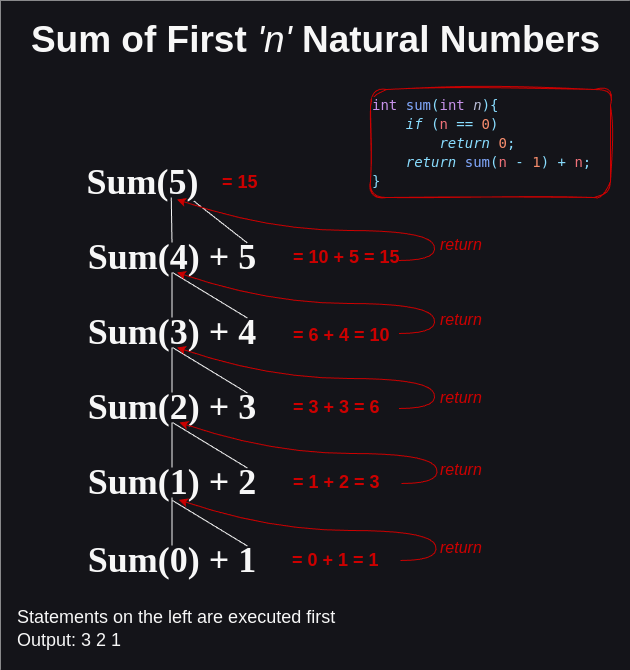 Sum of First 'n' Natural Numbers
int sum(int n){
if (n == 0)
return 0;
return sum(n - 1) + n;
}
Sum(5) = 15
return
Sum(4) + 5 = 10 + 5 = 15
return
Sum(3) + 4 = 6 + 4 = 10
return
Sum(2) + 3 = 3 + 3 = 6
return
Sum(1) + 2 = 1 + 2 = 3
return
Sum(0) + 1 = 0 + 1 = 1
Statements on the left are executed first
Output: 3 2 1